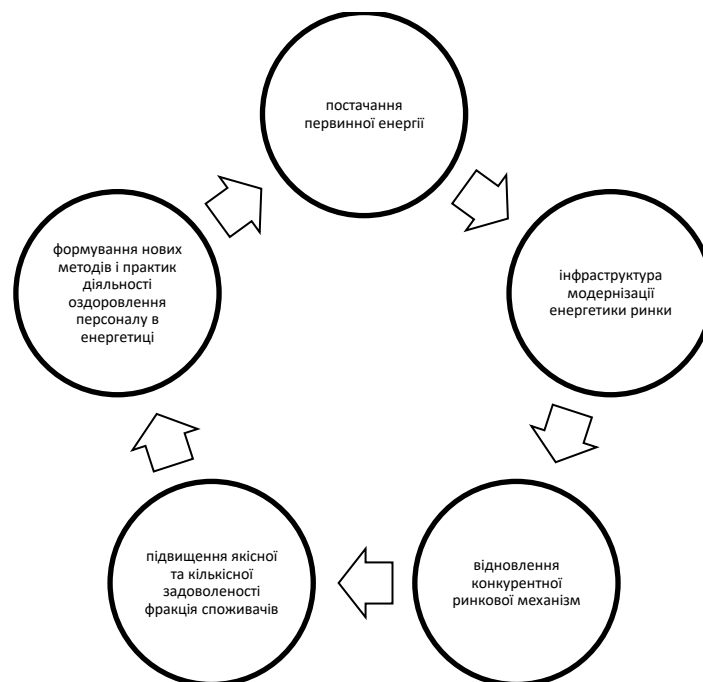 постачання
первинної енергії
інфраструктура
модернізації
енергетики ринки
відновлення
конкурентної
ринкової механізм
підвищення якісної
та кількісної
задоволеності
фракція споживачів
формування нових
методів і практик
діяльності
оздоровлення
персоналу в
енергетиці